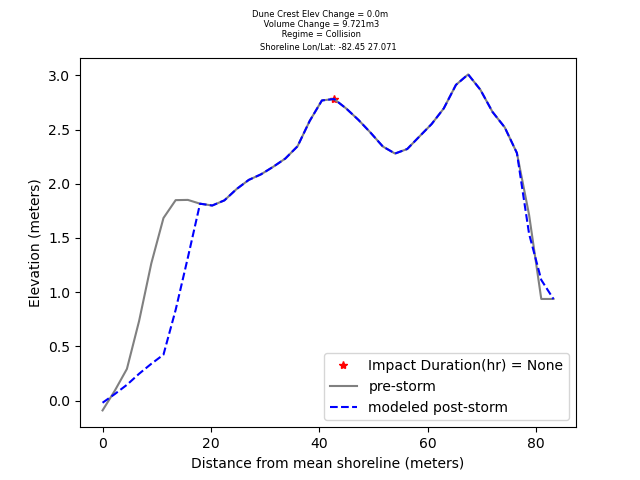 Dune Crest Elev Change = 0.0m
Volume Change = 9.721m3
Regime = Collision
Shoreline Lon/Lat: -82.45 27.071
3.0
2.5
2.0
1.5
1.0
0.5
0.0
Elevation (meters)
Impact Duration(hr) = None
pre-storm
modeled post-storm
0 20 40 60 80
Distance from mean shoreline (meters)